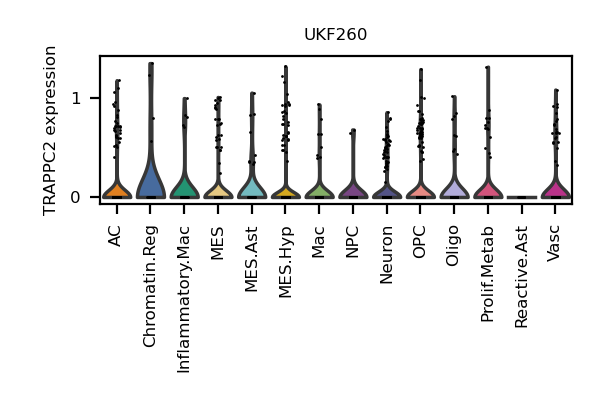 UKF260
TRAPPC2 expression
1
0
AC
Chromatin.Reg
Inflammatory.Mac
MES
MES.Ast
MES.Hyp
Mac
NPC
Neuron
OPC
Oligo
Prolif.Metab
Reactive.Ast
Vasc